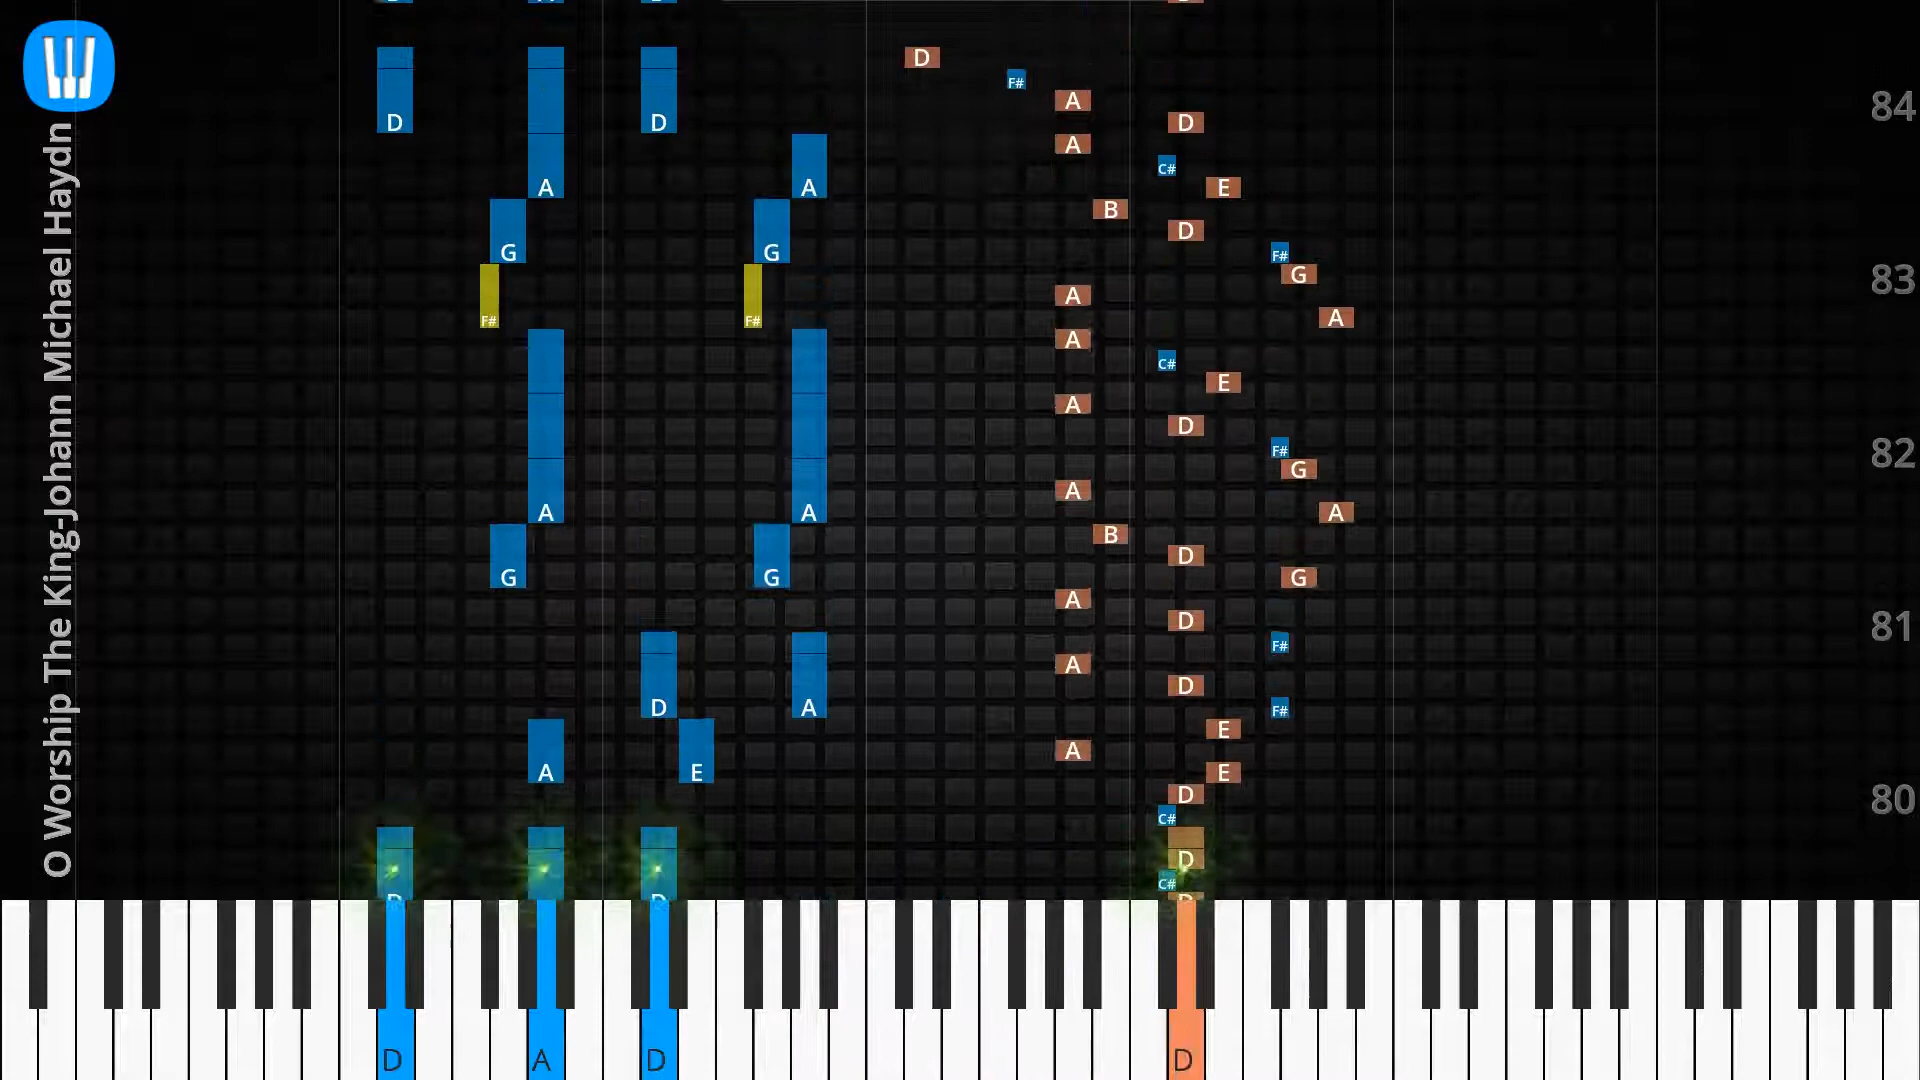 O Worship The King-Johann Michael Haydn
D
D D F# 84
A D
A C#
A A E
B D
G G F#
G 83
F# F# A A
A C#
E
A D
F# 82
G
A A A A
B D
G G G
A D 81
F#
A D
D A F#
E
A E A E
D 80
C#
D
C#
D D D
D A D D